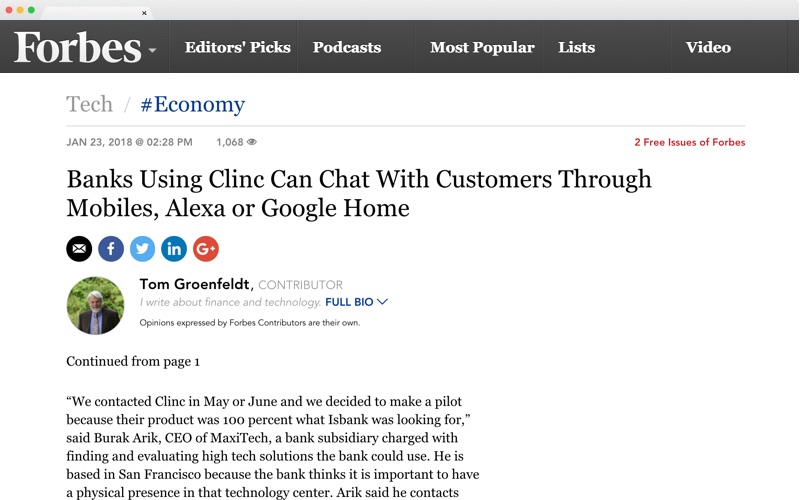 Forbes
Editors' Picks
Podcasts
Most Popular
Lists
Video
Tech / #Economy
JAN 23, 2018 @ 02:28 PM 1,068
2 Free Issues of Forbes
Banks Using Clinc Can Chat With Customers Through
Mobiles, Alexa or Google Home
f
in
G+
Tom Groenfeldt, CONTRIBUTOR
I write about finance and technology. FULL BIO
Opinions expressed by Forbes Contributors are their own.
Continued from page 1
“We contacted Clinc in May or June and we decided to make a pilot
because their product was 100 percent what Isbank was looking for,”
said Burak Arik, CEO of MaxiTech, a bank subsidiary charged with
finding and evaluating high tech solutions the bank could use. He is
based in San Francisco because the bank thinks it is important to have
a physical presence in that technology center. Arik said he contacts